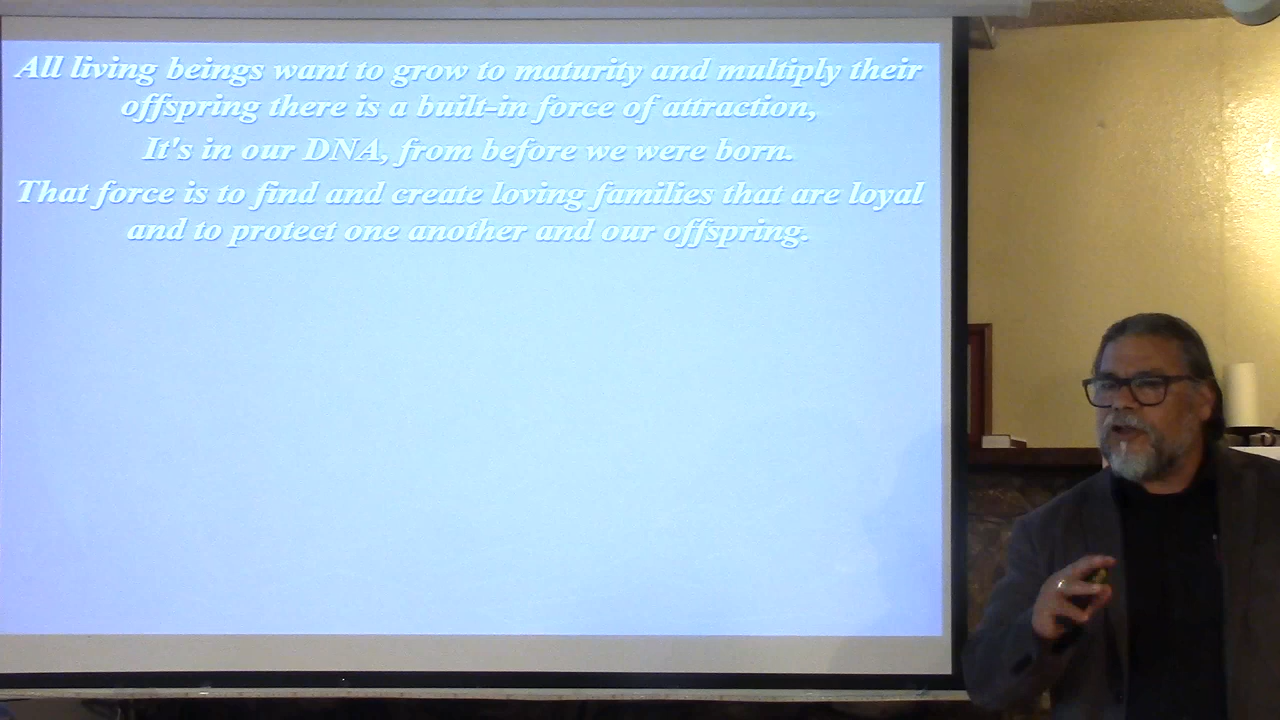 All living beings want to grow to maturity and multiply their
offspring there is a built-in force of attraction,
It's in our DNA, from before we were born.
That force is to find and create loving families that are loyal
and to protect one another and our offspring.